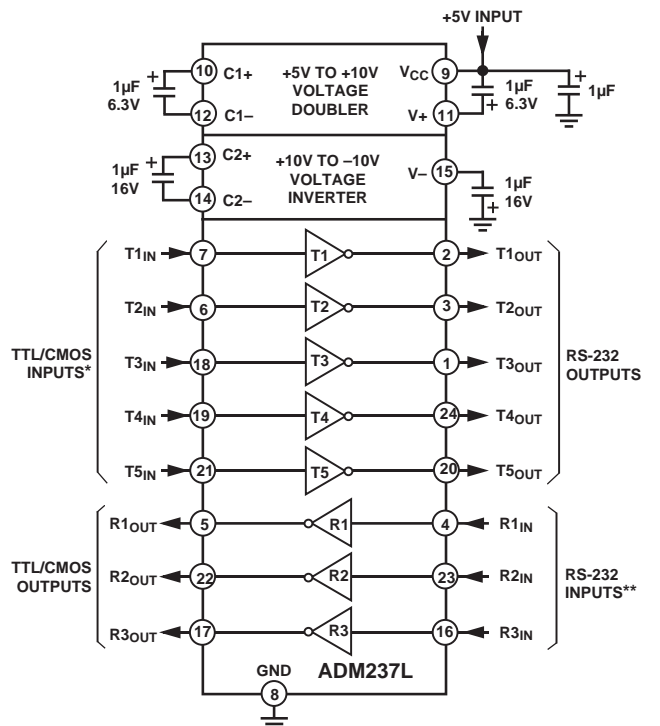 +5V INPUT
1µF
6.3V
+
10 C1+
12 C1–
+5V TO +10V
VOLTAGE
DOUBLER
VCC 9
V+ 11
+ 1µF
6.3V
+ 1µF
1µF
16V
+
13 C2+
14 C2–
+10V TO –10V
VOLTAGE
INVERTER
V– 15
1µF
+ 16V
T1IN 7 T1 2 T1OUT
T2IN 6 T2 3 T2OUT
TTL/CMOS
INPUTS*
T3IN 18 T3 1 T3OUT
RS-232
OUTPUTS
T4IN 19 T4 24 T4OUT
T5IN 21 T5 20 T5OUT
R1OUT 5 R1 4 R1IN
TTL/CMOS
OUTPUTS
R2OUT 22 R2 23 R2IN
RS-232
INPUTS**
R3OUT 17 R3 16 R3IN
GND
8
ADM237L